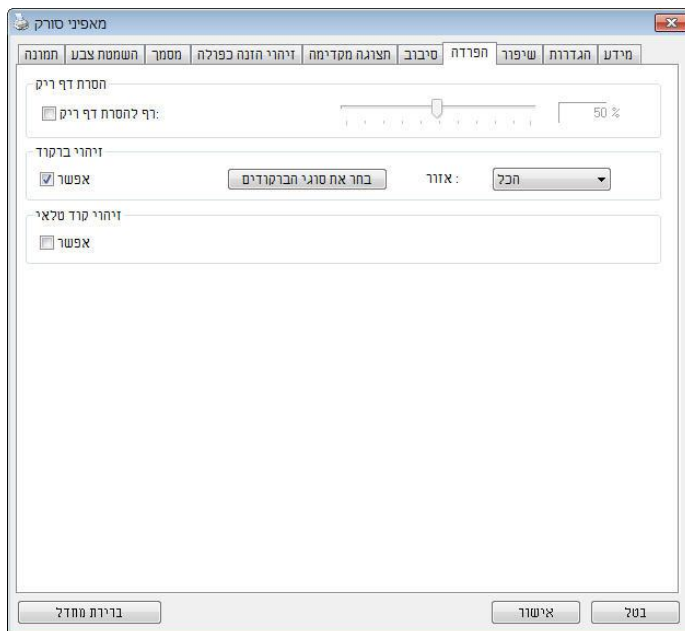 מאפיני סורק
תמונה השמטת צבע מסמך זיהוי הזנה כפולה תצוגה מקדימה סיבוב הפרדה שיפור הגדרות מידע
הסרת דף ריק
רף להסרת דף ריק: 50 %
זיהוי ברקוד
אפשר בחר את סוגי הברקודים אזור : הכל
זיהוי קוד טלאי
אפשר
ברירת מחדל אישור בטל